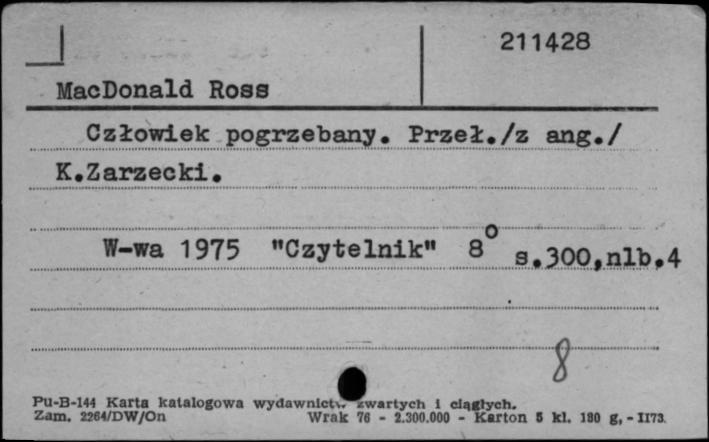 211428
MacDonald Ross
Człowiek pogrzebany. Przeł./z ang./
K.Zarzecki.
W-wa 1975 "Czytelnik" 8° s.300,nlb.4
8
Pu-B-144 Karta katalogowa wydawnictw zwartych i ciągłych.
Zam. 2264/DW/On Wrak 76 - 2.300.000 - Karton 5 kl. 180 g, - II73.